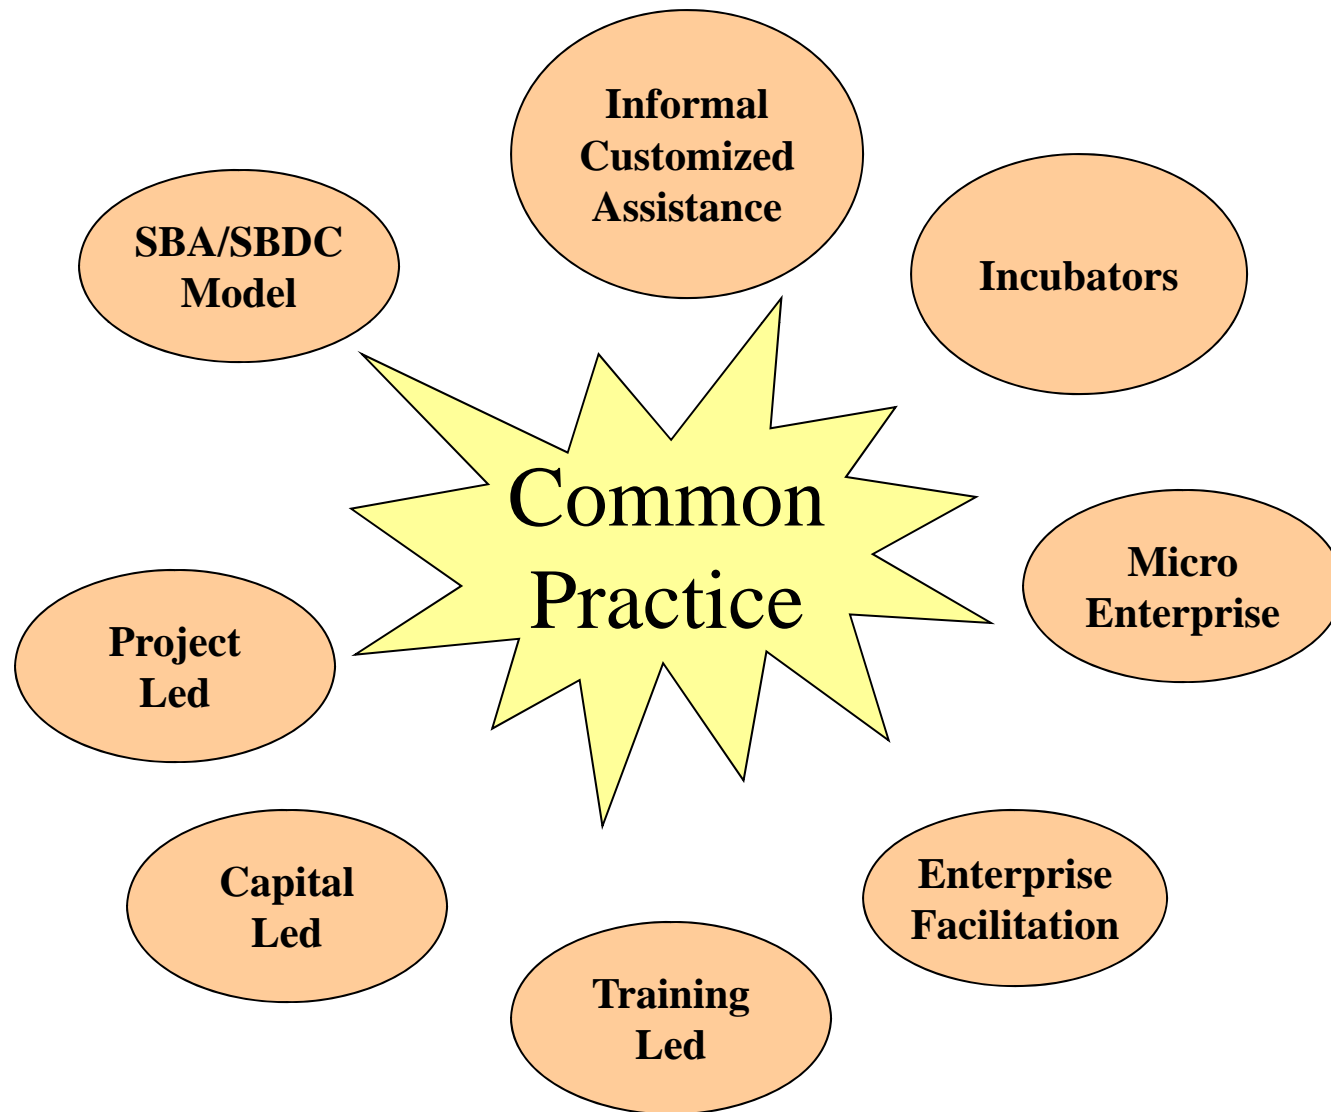 Informal
Customized
Assistance
SBA/SBDC
Model
Incubators
Common
Practice
Micro
Enterprise
Project
Led
Capital
Led
Enterprise
Facilitation
Training
Led